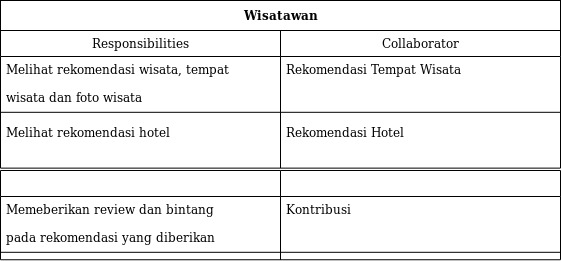 Wisatawan
Responsibilities Collaborator
Melihat rekomendasi wisata, tempat Rekomendasi Tempat Wisata
wisata dan foto wisata
Melihat rekomendasi hotel Rekomendasi Hotel
Memeberikan review dan bintang Kontribusi
pada rekomendasi yang diberikan